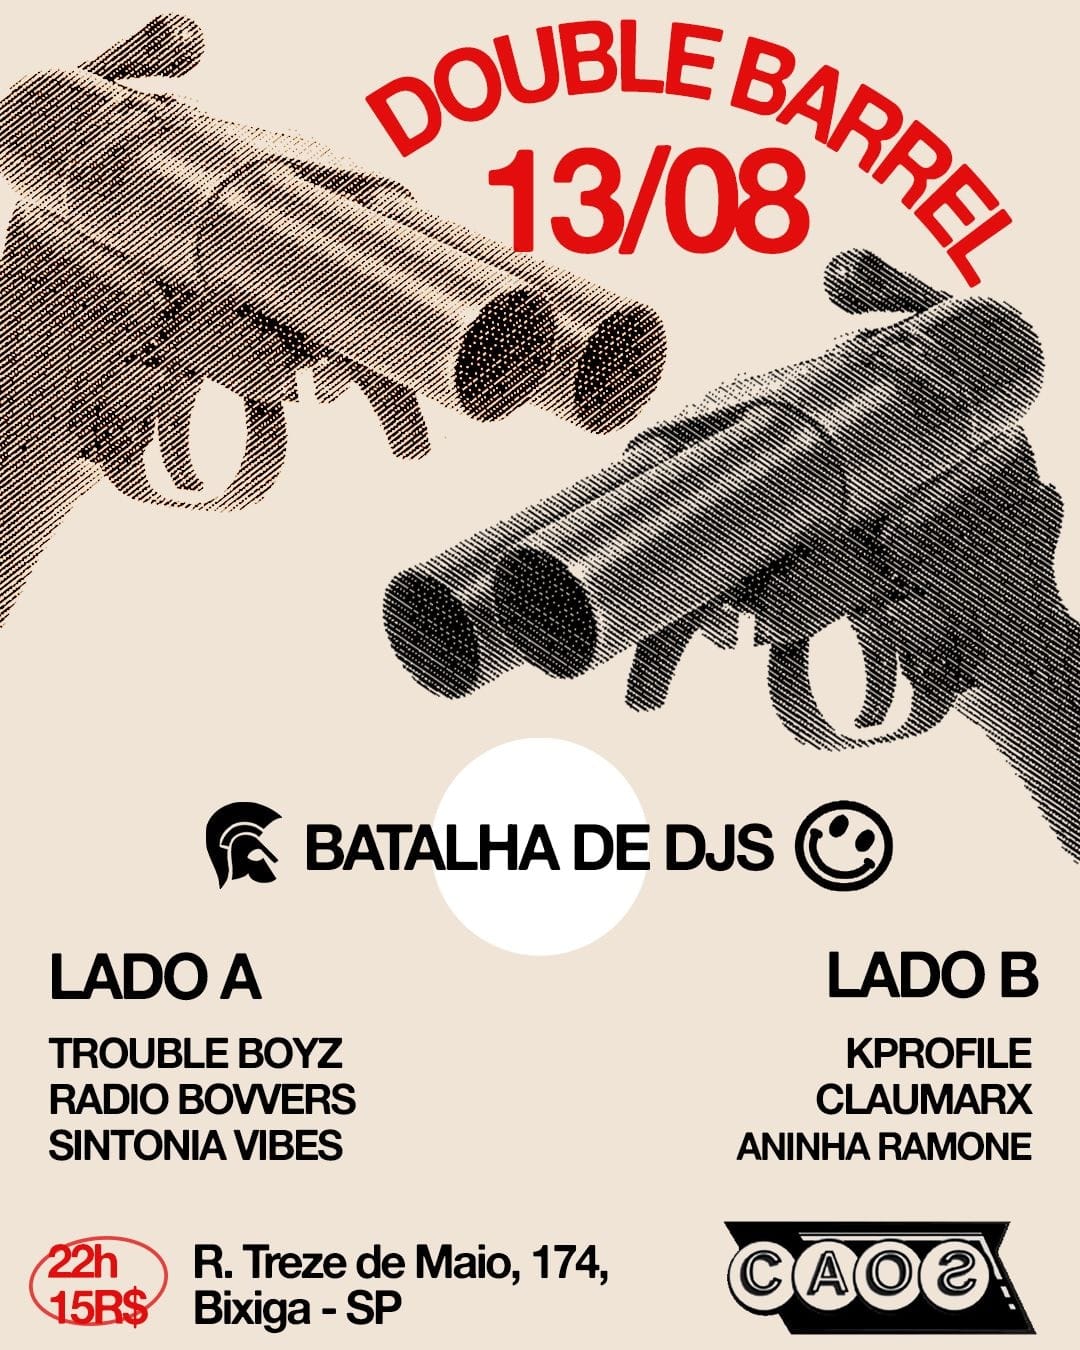 DOUBLE BARREL
13/08
BATALHA DE DJS
LADO A
TROUBLE BOYZ
RADIO BOVVERS
SINTONIA VIBES
LADO B
KPROFILE
CLAUMARX
ANINHA RAMONE
22h
15R$
R. Treze de Maio, 174,
Bixiga - SP
CAOS